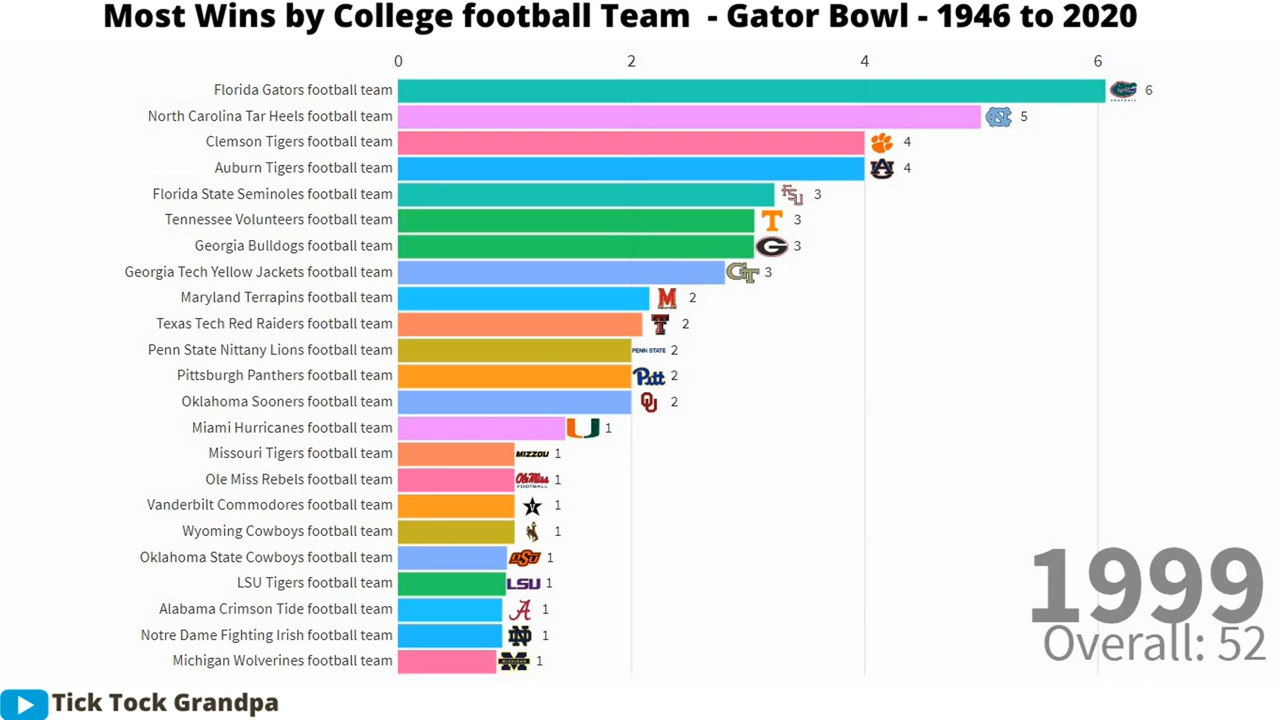 Most Wins by College football Team - Gator Bowl - 1946 to 2020
0 2 4 6
Florida Gators football team 6
North Carolina Tar Heels football team 5
Clemson Tigers football team 4
Auburn Tigers football team 4
Florida State Seminoles football team FSU 3
Tennessee Volunteers football team T 3
Georgia Bulldogs football team G 3
Georgia Tech Yellow Jackets football team GT 3
Maryland Terrapins football team M 2
Texas Tech Red Raiders football team T 2
Penn State Nittany Lions football team PENN STATE 2
Pittsburgh Panthers football team Pitt 2
Oklahoma Sooners football team OU 2
Miami Hurricanes football team U 1
Missouri Tigers football team MIZZOU 1
Ole Miss Rebels football team Ole Miss FOOTBALL 1
Vanderbilt Commodores football team V 1
Wyoming Cowboys football team 1
Oklahoma State Cowboys football team OSU 1
LSU Tigers football team LSU 1
Alabama Crimson Tide football team A 1
Notre Dame Fighting Irish football team ND 1
Michigan Wolverines football team M MICHIGAN 1
1999
Overall: 52
Tick Tock Grandpa